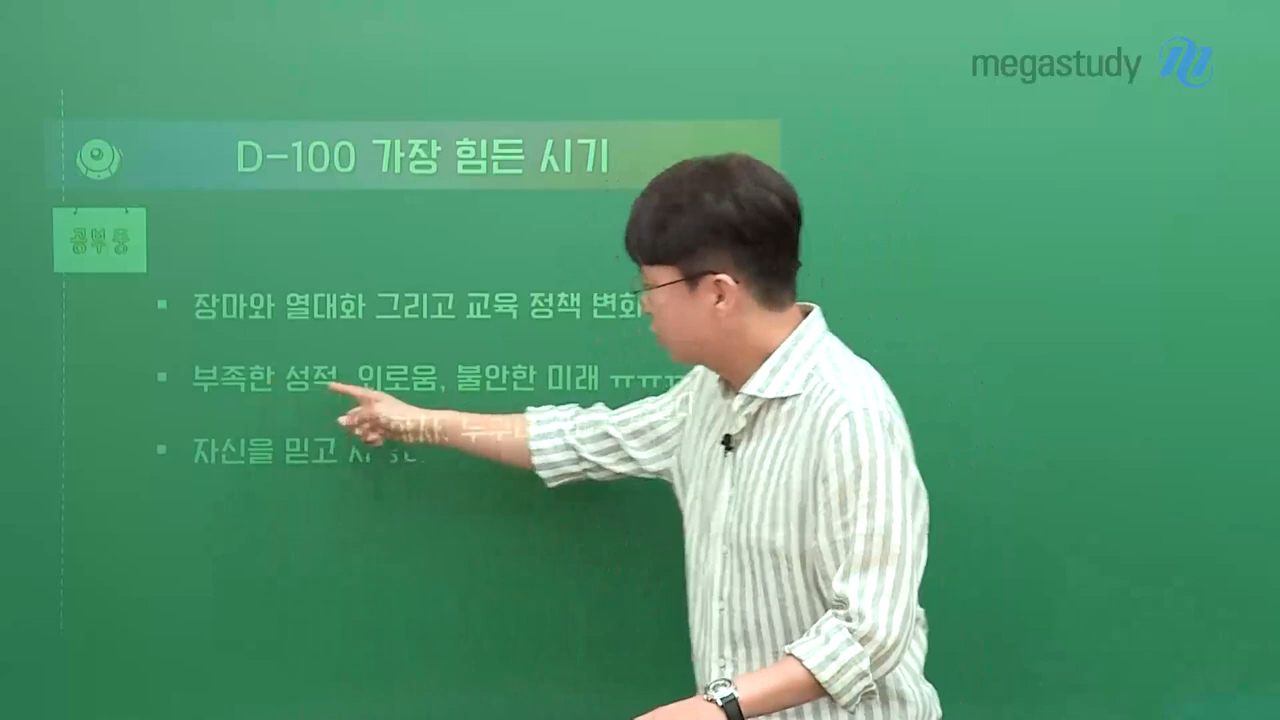 megastudy
D-100 가장 힘든 시기
공부 중
장마와 열대화 그리고 교육 정책 변화
부족한 성적, 외로움, 불안한 미래 ㅠㅠㅠ
자신을 믿고